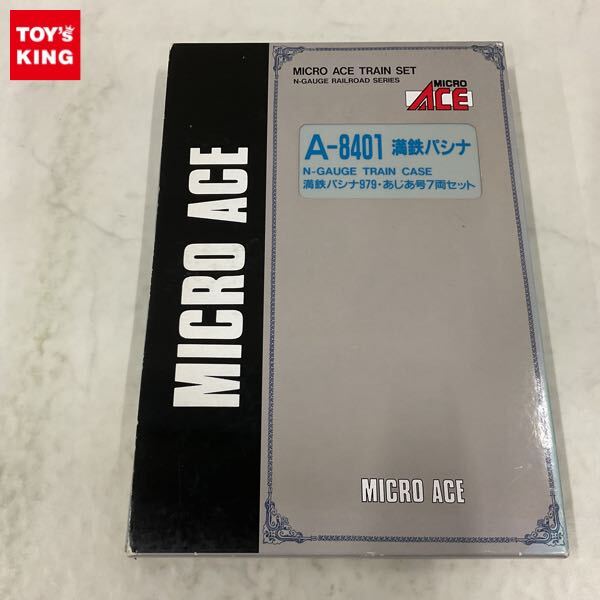 TOY's
KING
MICRO ACE TRAIN SET
N-GAUGE RAILROAD SERIES
MICRO
ACE
A-8401 満鉄パシナ
N-GAUGE TRAIN CASE
満鉄パシナ979・あじあ号7両セット
MICRO ACE
MICRO ACE